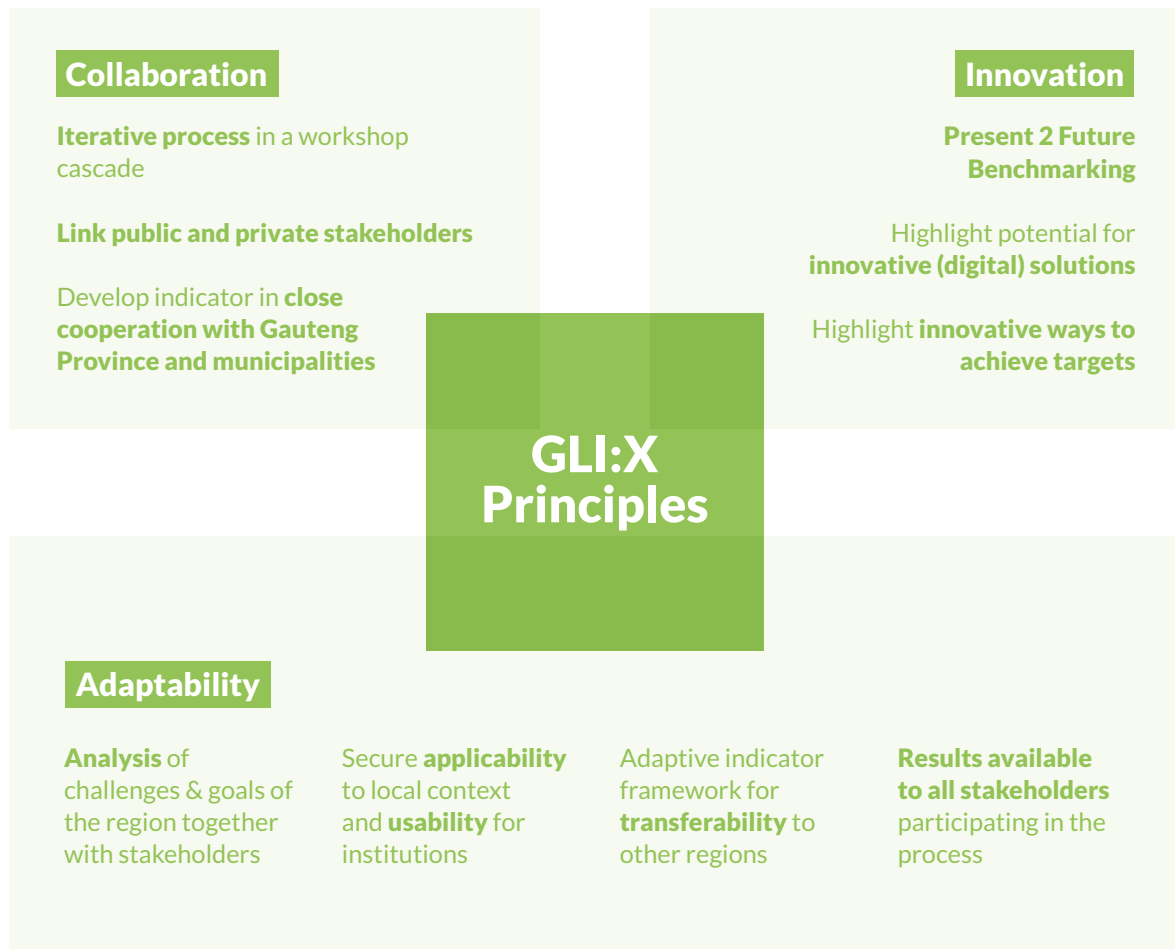 Collaboration
Iterative process in a workshop
cascade
Link public and private stakeholders
Develop indicator in close
cooperation with Gauteng
Province and municipalities
Innovation
Present 2 Future
Benchmarking
Highlight potential for
innovative (digital) solutions
Highlight innovative ways to
achieve targets
GLI:X
Principles
Adaptability
Analysis of
challenges & goals of
the region together
with stakeholders
Secure applicability
to local context
and usability for
institutions
Adaptive indicator
framework for
transferability to
other regions
Results available
to all stakeholders
participating in the
process